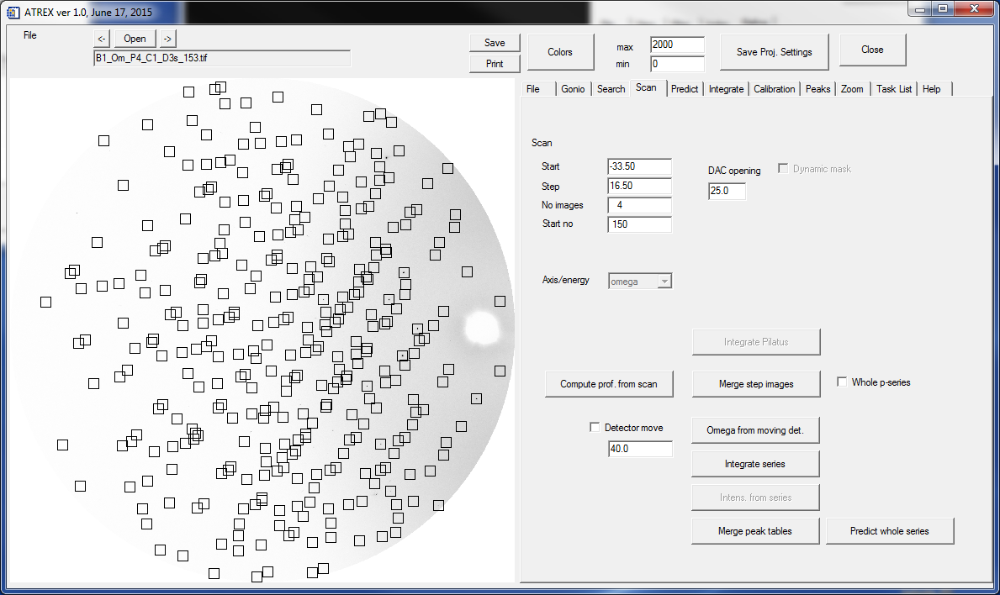 ATREX ver 1.0, June 17, 2015
File
<- Open ->
B1_Om_P4_C1_D3s_153.tif
Save
Print
Colors
max 2000
min 0
Save Proj. Settings
Close
File Gonio Search Scan Predict Integrate Calibration Peaks Zoom Task List Help
Scan
Start -33.50
Step 16.50
No images 4
Start no 150
DAC opening
25.0
Dynamic mask
Axis/energy omega
Integrate Pilatus
Compute prof. from scan
Merge step images
Whole p-series
Detector move
40.0
Omega from moving det.
Integrate series
Intens. from series
Merge peak tables
Predict whole series